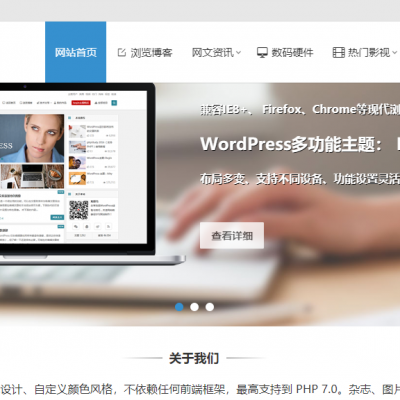 网站首页 浏览博客 网文资讯 数码硬件 热门影视
兼容IE8+、 Firefox、Chrome等现代浏
WordPress多功能主题:
布局多变、支持不同设备、功能设置灵活
查看详细
关于我们
设计、自定义颜色风格，不依赖任何前端框架，最高支持到 PHP 7.0。杂志、图片